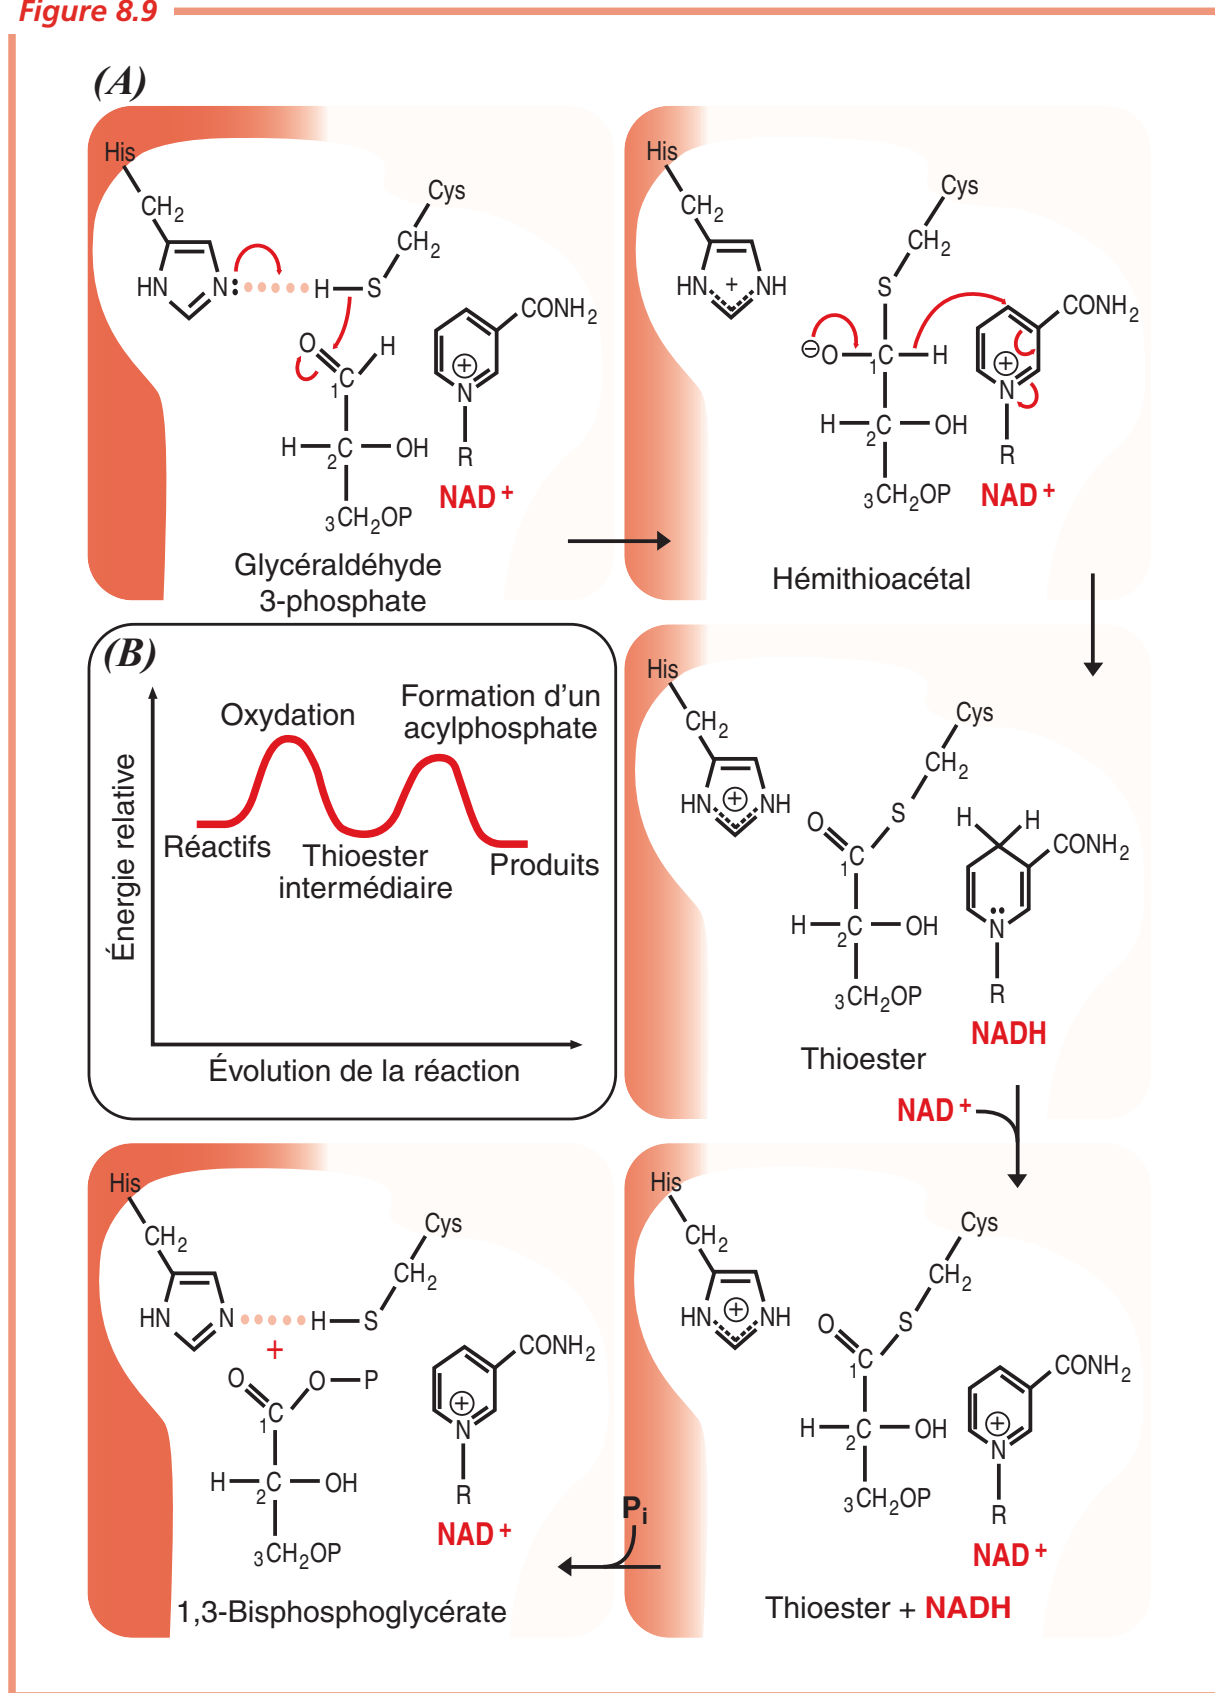 Figure 8.9
(A)
His
CH2
HN
N:
H
S
CH2
Cys
O
H
C
1
H
C
2
OH
3CH2OP
CONH2
+
N
R
NAD+
Glycéraldéhyde
3-phosphate
His
CH2
HN
+
NH
Cys
CH2
S
⊖O
C
1
H
H
C
2
OH
3CH2OP
CONH2
+
N
R
NAD+
Hémithioacétal
(B)
Énergie relative
Oxydation
Formation d'un
acylphosphate
Réactifs
Thioester
intermédiaire
Produits
Évolution de la réaction
His
CH2
HN
+
NH
Cys
CH2
S
O
C
1
H
C
2
OH
3CH2OP
H
H
CONH2
N
R
NADH
Thioester
NAD+
His
CH2
HN
+
NH
Cys
CH2
S
O
C
1
H
C
2
OH
3CH2OP
CONH2
+
N
R
NAD+
Thioester + NADH
Pi
His
CH2
HN
N
H
S
CH2
Cys
+
O
O
P
C
1
H
C
2
OH
3CH2OP
CONH2
+
N
R
NAD+
1,3-Bisphosphoglycérate